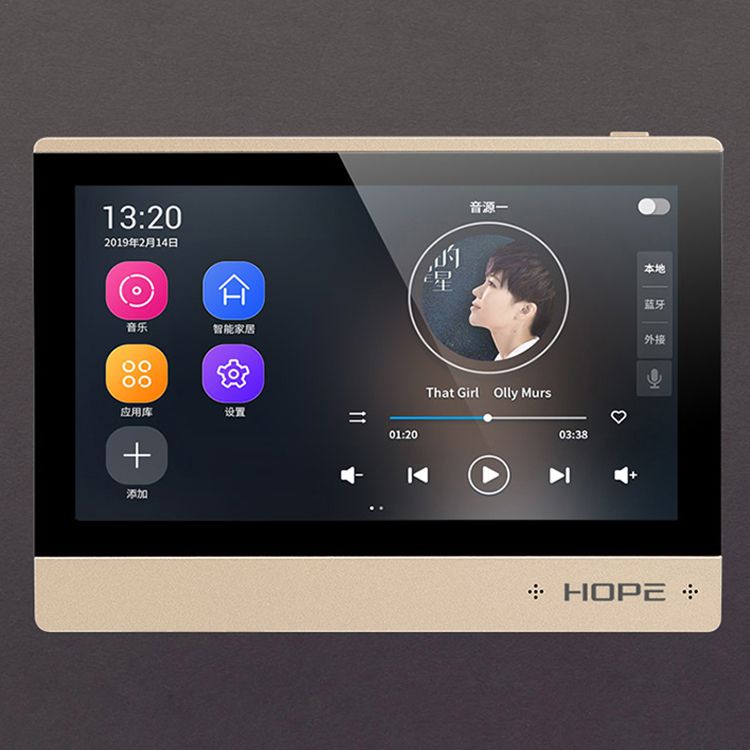 13:20
2019年2月14日
音乐
智能家居
应用库
设置
添加
音源一
的
星
本地
蓝牙
外接
That Girl Olly Murs
01:20
03:38
HOPE